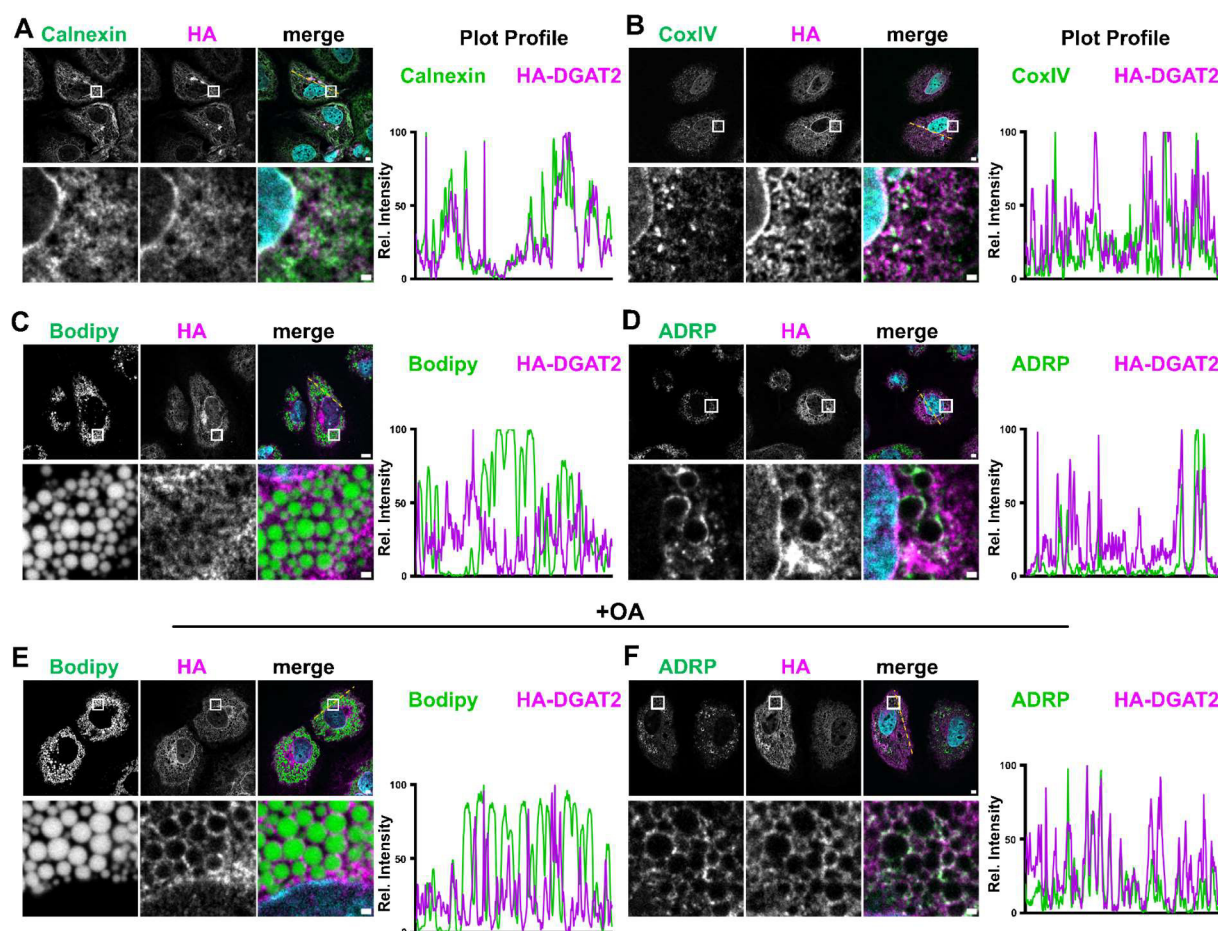 A
Calnexin HA merge Plot Profile
Calnexin HA-DGAT2
Rel. Intensity
100
50
0
B
CoxIV HA merge Plot Profile
CoxIV HA-DGAT2
Rel. Intensity
100
50
0
C
Bodipy HA merge
Bodipy HA-DGAT2
Rel. Intensity
100
50
0
D
ADRP HA merge
ADRP HA-DGAT2
Rel. Intensity
100
50
0
+OA
E
Bodipy HA merge
Bodipy HA-DGAT2
Rel. Intensity
100
50
0
F
ADRP HA merge
ADRP HA-DGAT2
Rel. Intensity
100
50
0